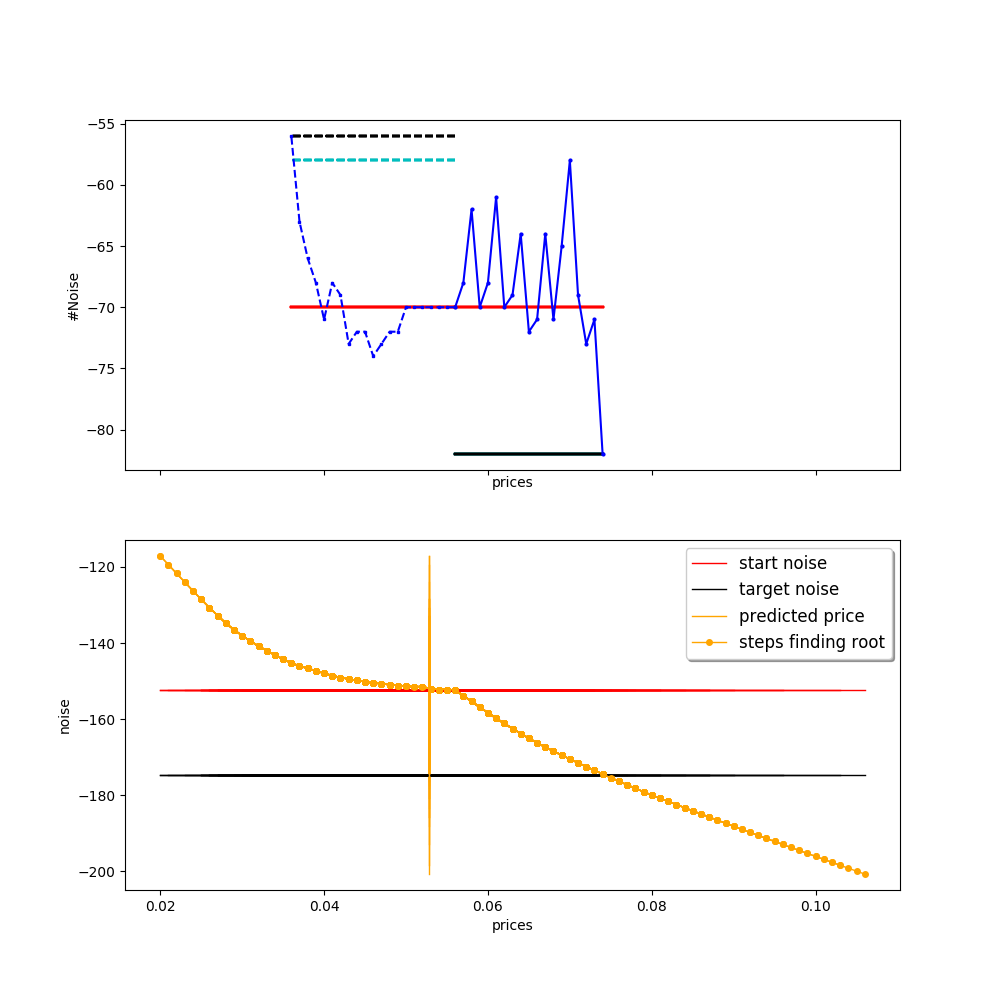 −55
−60
−65
−70
−75
−80
#Noise
prices
−120
−140
−160
−180
−200
noise
start noise
target noise
predicted price
steps finding root
0.02 0.04 0.06 0.08 0.10
prices